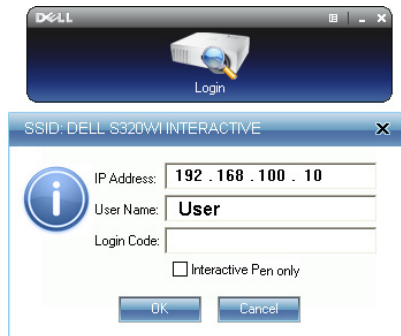 DELL
Login
SSID: DELL S320WI INTERACTIVE
IP Address: 192 . 168 . 100 . 10
User Name: User
Login Code:
Interactive Pen only
OK Cancel